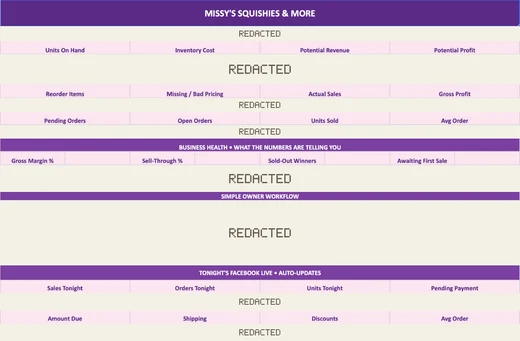 MISSY'S SQUISHIES & MORE
REDACTED
Units On Hand Inventory Cost Potential Revenue Potential Profit
REDACTED
Reorder Items Missing / Bad Pricing Actual Sales Gross Profit
REDACTED
Pending Orders Open Orders Units Sold Avg Order
REDACTED
BUSINESS HEALTH • WHAT THE NUMBERS ARE TELLING YOU
Gross Margin % Sell-Through % Sold-Out Winners Awaiting First Sale
REDACTED
SIMPLE OWNER WORKFLOW
REDACTED
TONIGHT'S FACEBOOK LIVE • AUTO-UPDATES
Sales Tonight Orders Tonight Units Tonight Pending Payment
REDACTED
Amount Due Shipping Discounts Avg Order
REDACTED